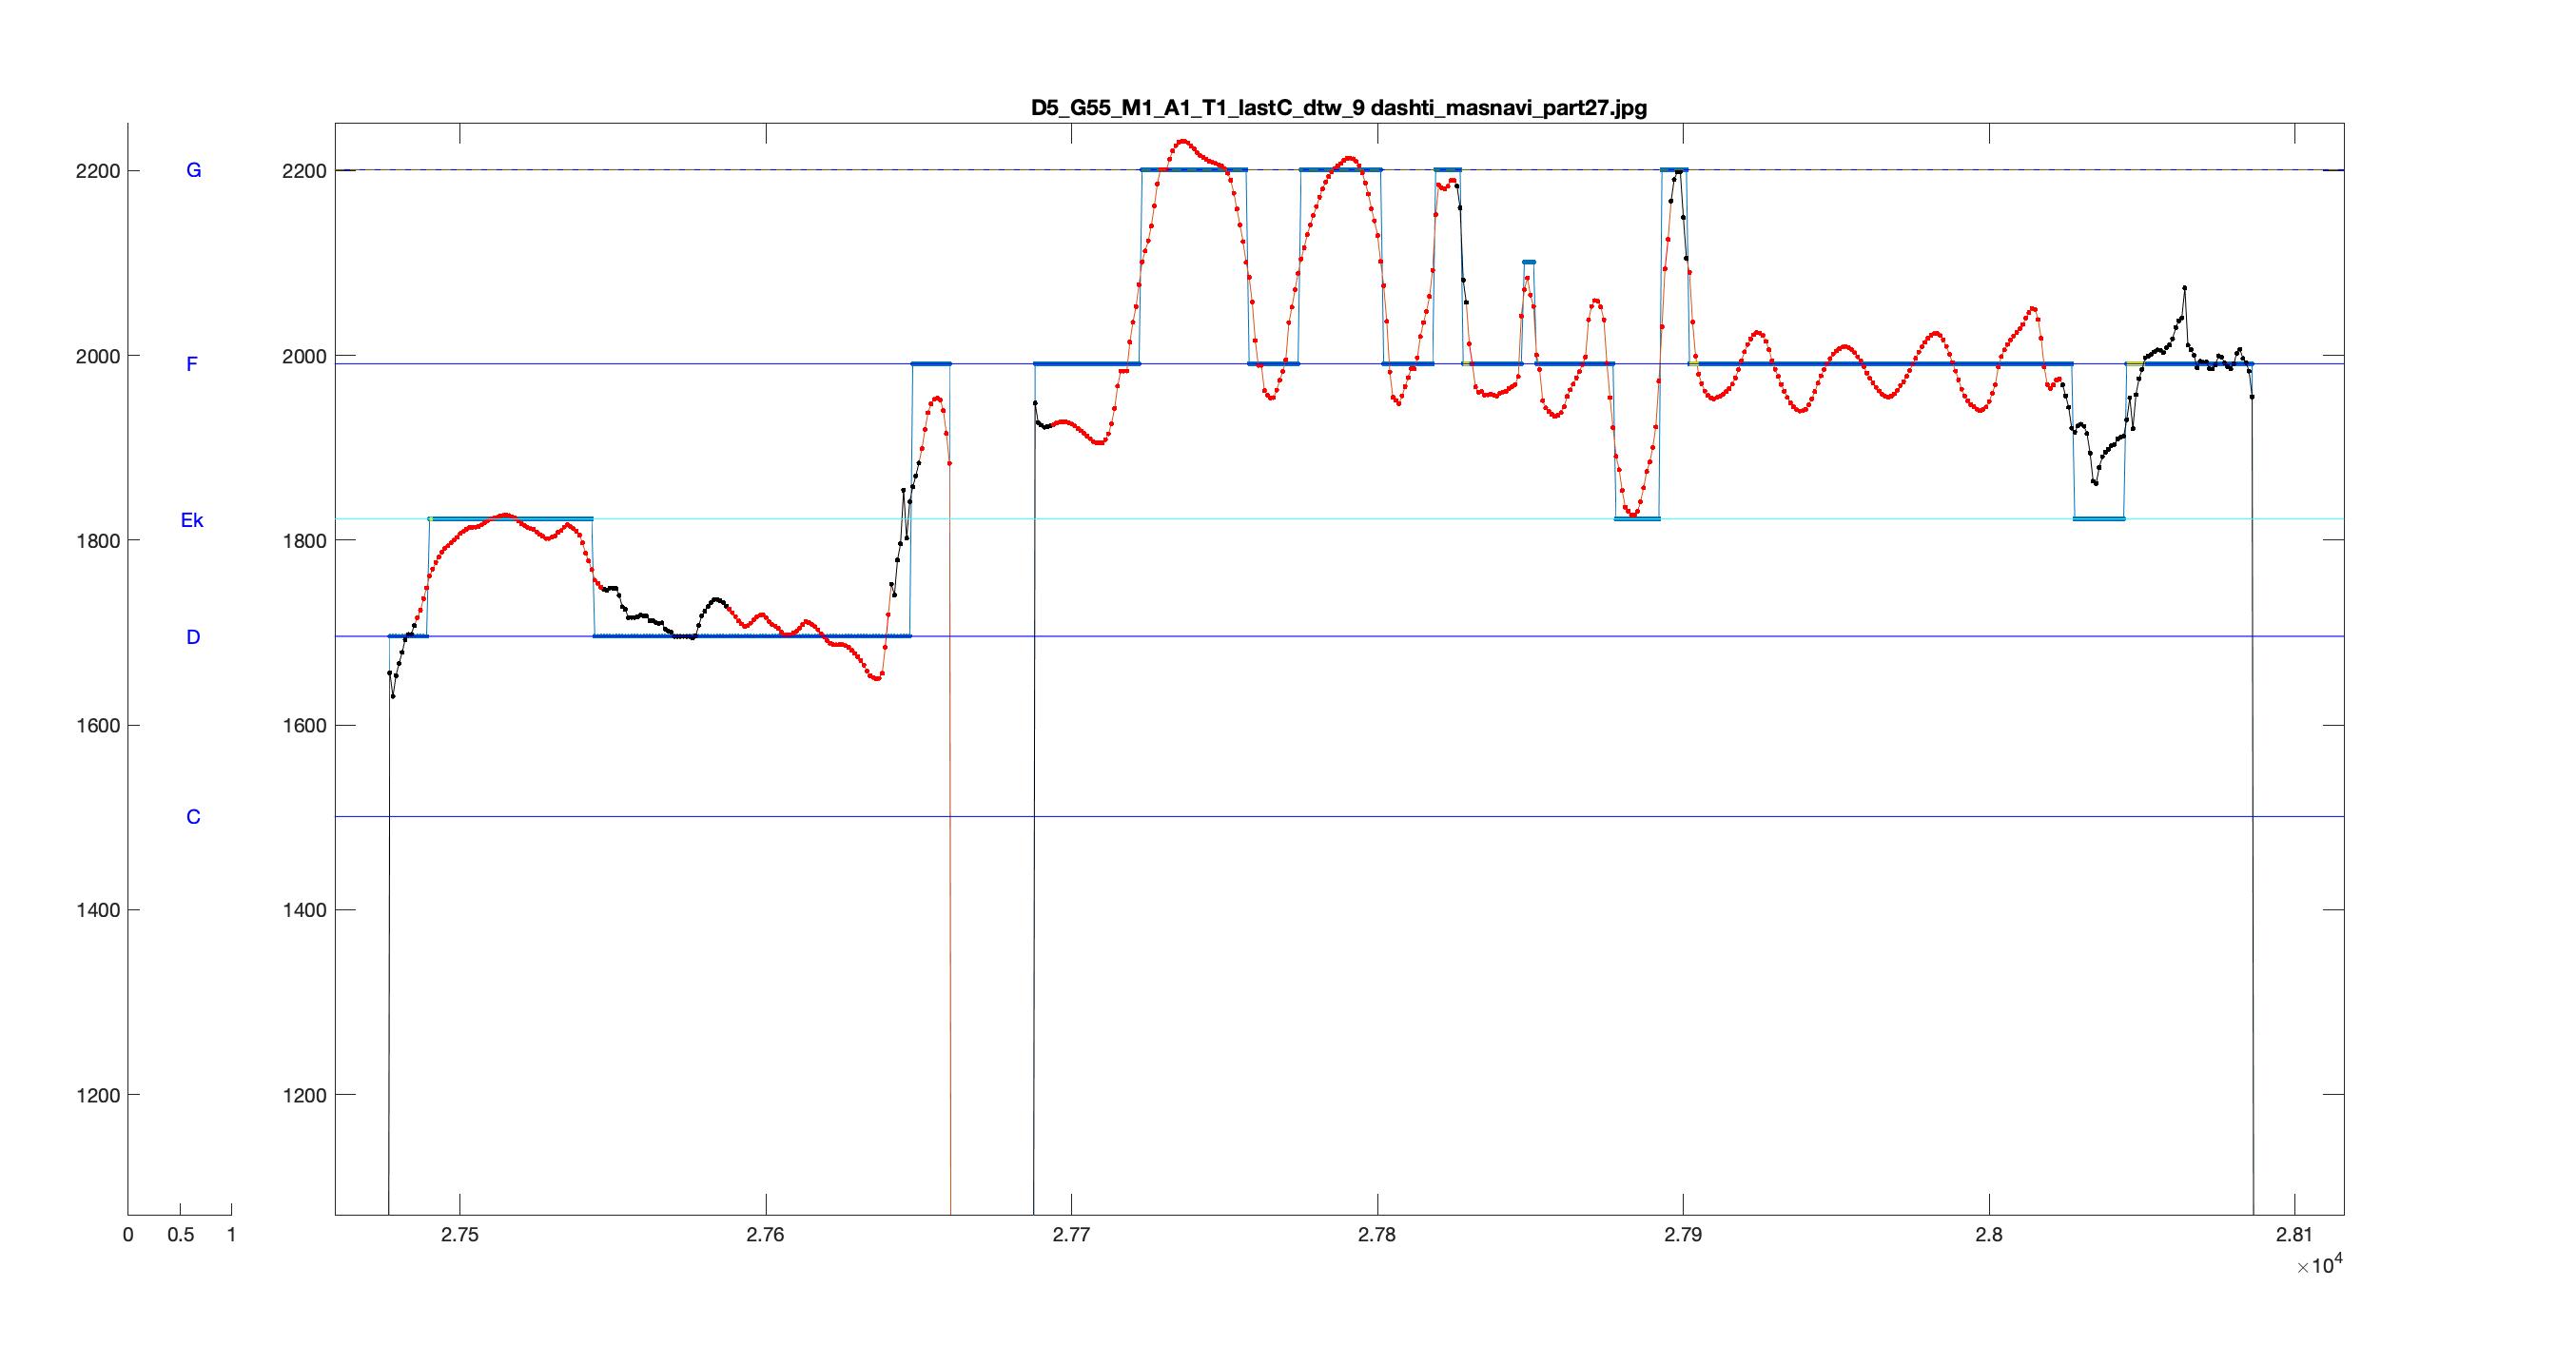 D5_G55_M1_A1_T1_lastC_dtw_9 dashti_masnavi_part27.jpg
2200 G 2200
2000 F 2000
Ek
1800 1800
D
1600 1600
C
1400 1400
1200 1200
0 0.5 1 2.75 2.76 2.77 2.78 2.79 2.8 2.81
×10^4